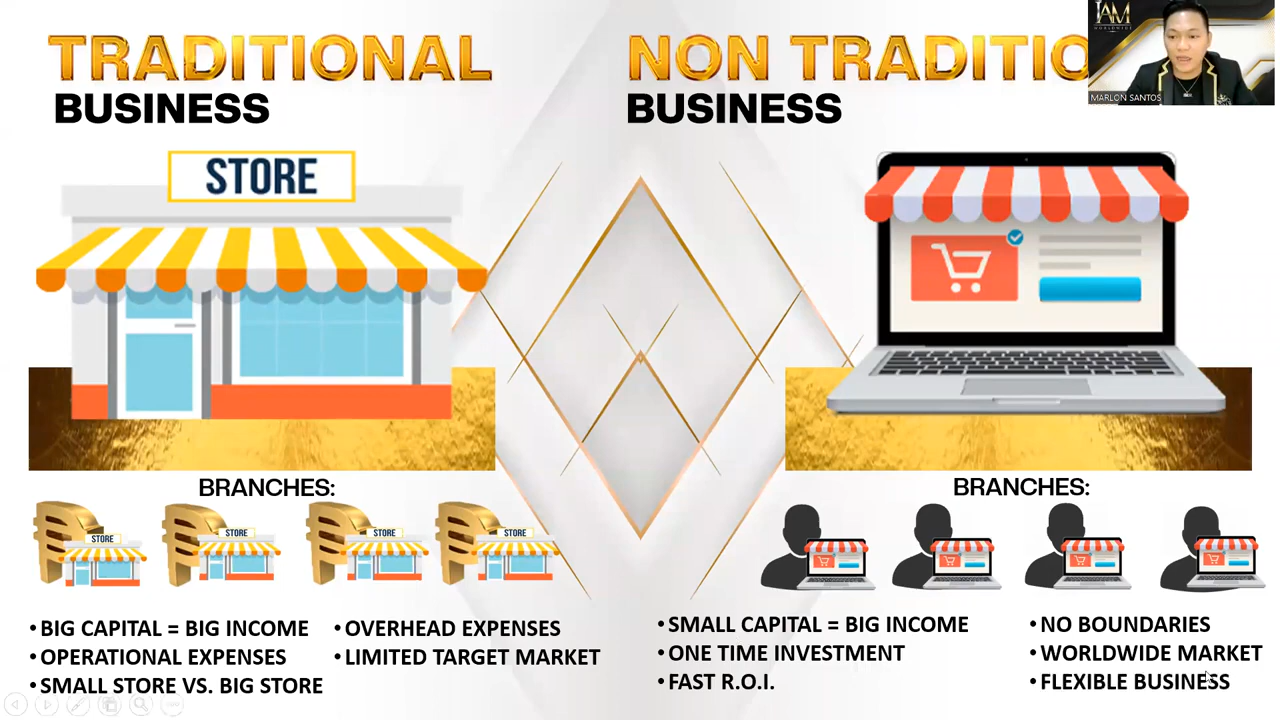 TRADITIONAL
BUSINESS
STORE
BRANCHES:
STORE
STORE
STORE
STORE
•BIG CAPITAL = BIG INCOME
•OPERATIONAL EXPENSES
•SMALL STORE VS. BIG STORE
•OVERHEAD EXPENSES
•LIMITED TARGET MARKET
NON TRADITIO
BUSINESS
IAM
WORLDWIDE
MARLON SANTOS
BRANCHES:
•SMALL CAPITAL = BIG INCOME
•ONE TIME INVESTMENT
•FAST R.O.I.
•NO BOUNDARIES
•WORLDWIDE MARKET
•FLEXIBLE BUSINESS